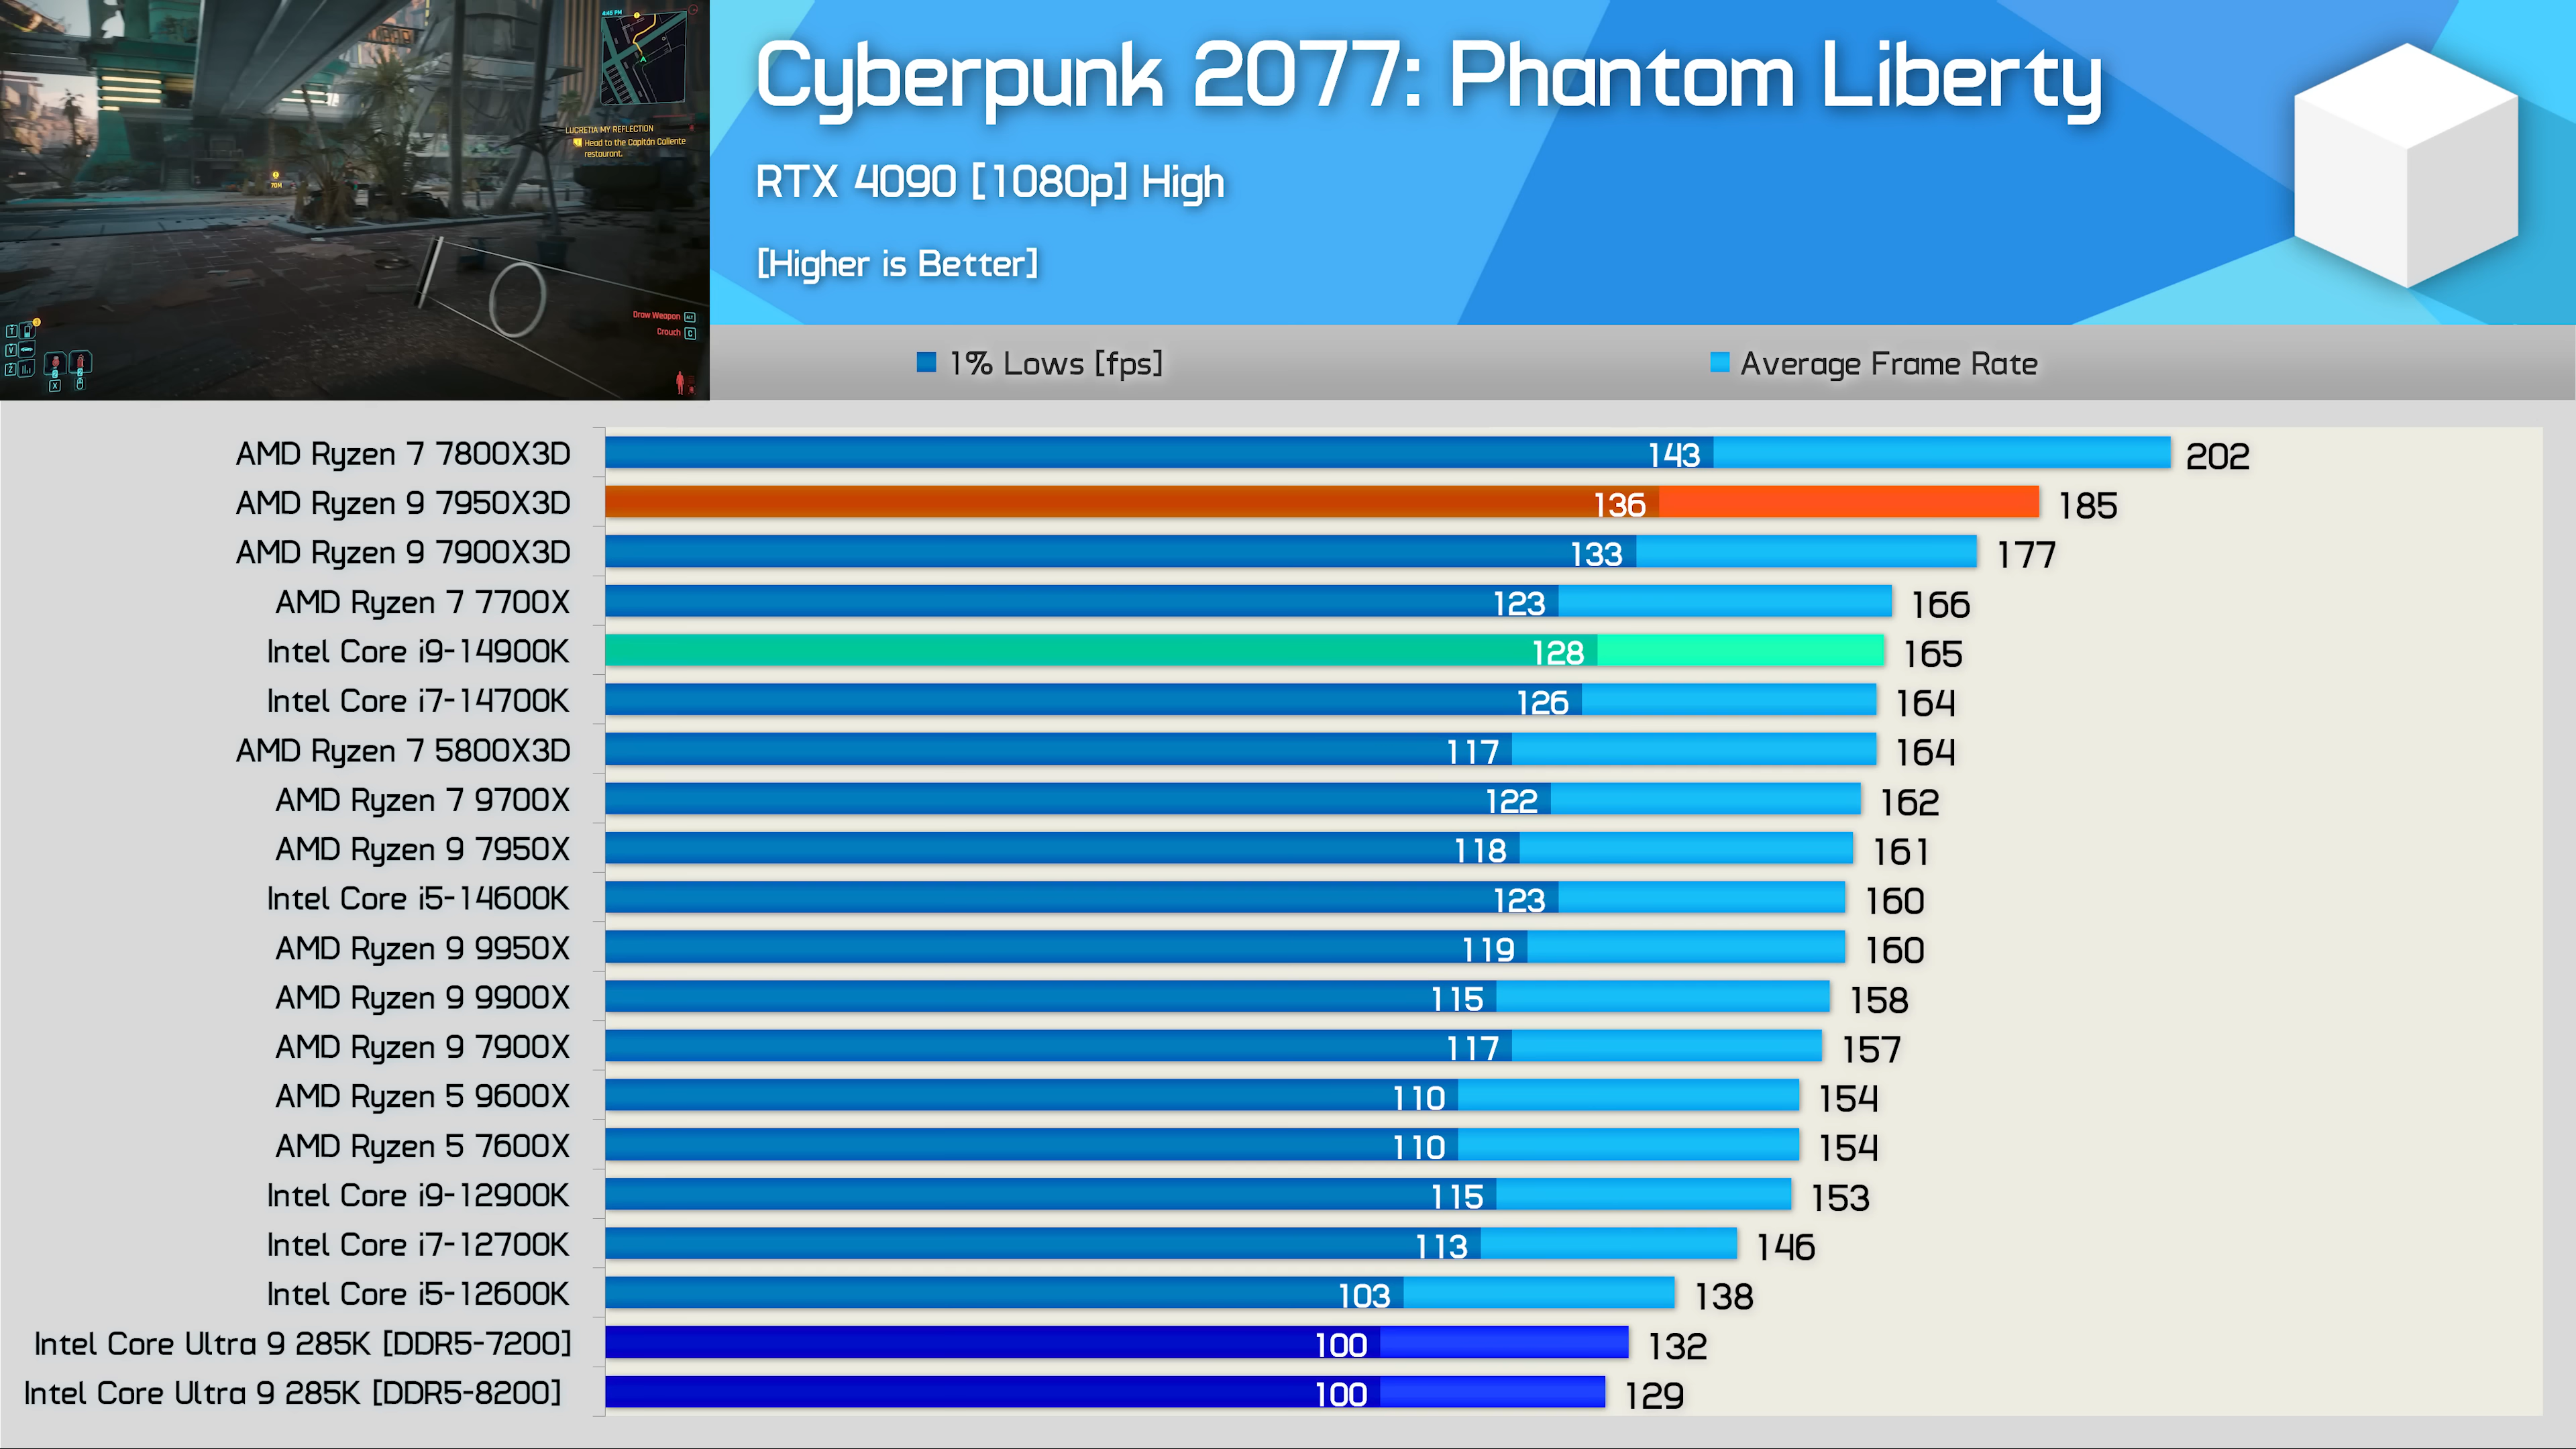 4:45 PM
LUCRETIA MY REFLECTION
Head to the Capitán Caliente
restaurant.
70M
Draw Weapon ALT
Crouch C
T
V
Z
X
Cyberpunk 2077: Phantom Liberty
RTX 4090 [1080p] High
[Higher is Better]
1% Lows [fps] Average Frame Rate
AMD Ryzen 7 7800X3D 143 202
AMD Ryzen 9 7950X3D 136 185
AMD Ryzen 9 7900X3D 133 177
AMD Ryzen 7 7700X 123 166
Intel Core i9-14900K 128 165
Intel Core i7-14700K 126 164
AMD Ryzen 7 5800X3D 117 164
AMD Ryzen 7 9700X 122 162
AMD Ryzen 9 7950X 118 161
Intel Core i5-14600K 123 160
AMD Ryzen 9 9950X 119 160
AMD Ryzen 9 9900X 115 158
AMD Ryzen 9 7900X 117 157
AMD Ryzen 5 9600X 110 154
AMD Ryzen 5 7600X 110 154
Intel Core i9-12900K 115 153
Intel Core i7-12700K 113 146
Intel Core i5-12600K 103 138
Intel Core Ultra 9 285K [DDR5-7200] 100 132
Intel Core Ultra 9 285K [DDR5-8200] 100 129